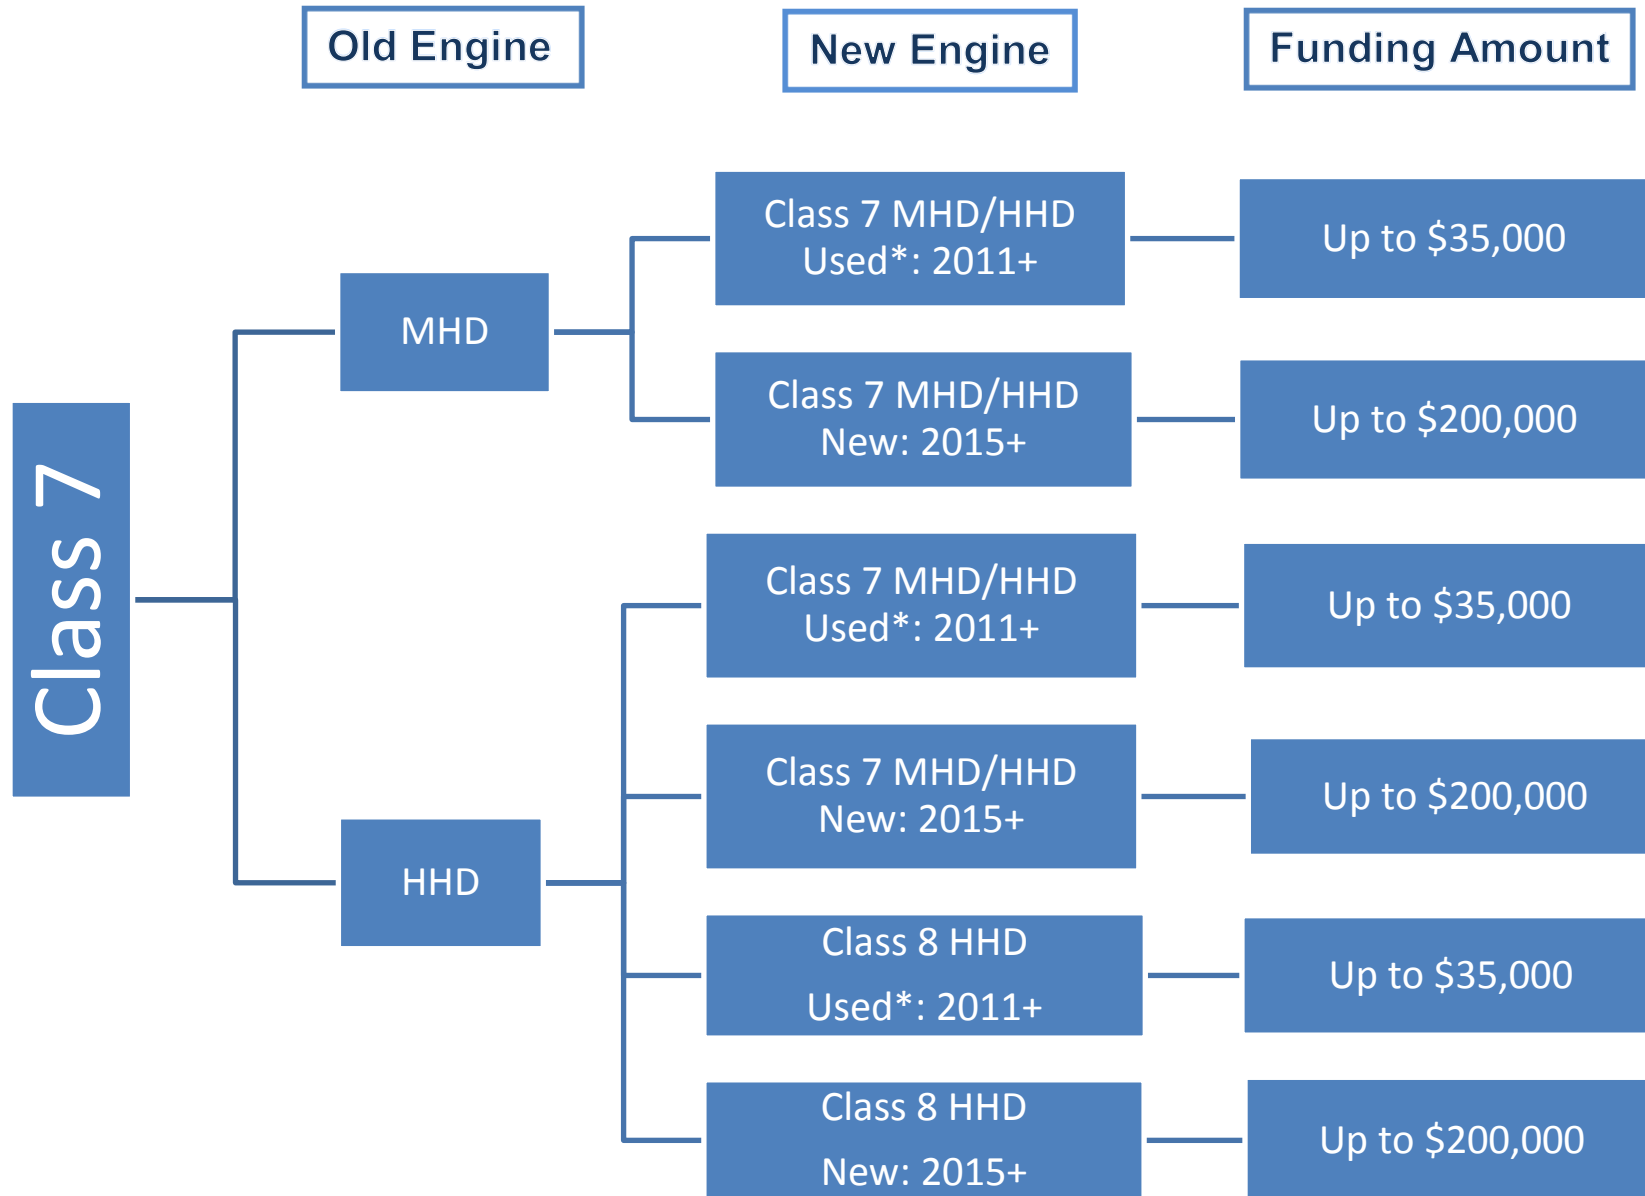 Old Engine
New Engine
Funding Amount
Class 7
MHD
Class 7 MHD/HHD
Used*: 2011+
Up to $35,000
Class 7 MHD/HHD
New: 2015+
Up to $200,000
HHD
Class 7 MHD/HHD
Used*: 2011+
Up to $35,000
Class 7 MHD/HHD
New: 2015+
Up to $200,000
Class 8 HHD
Used*: 2011+
Up to $35,000
Class 8 HHD
New: 2015+
Up to $200,000